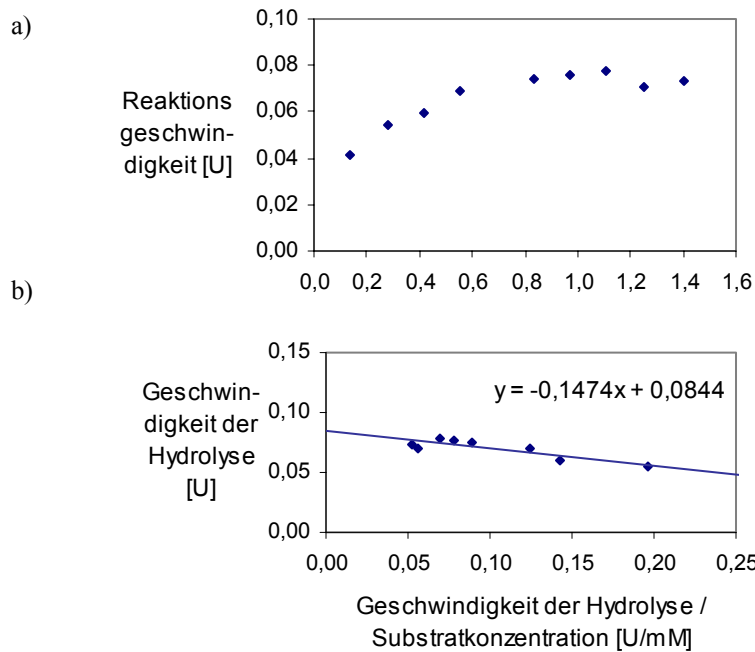 a)
0,10
0,08
0,06
0,04
0,02
0,00
Reaktions
geschwin-
digkeit [U]
0,0 0,2 0,4 0,6 0,8 1,0 1,2 1,4 1,6
b)
0,15
0,10
0,05
0,00
Geschwin-
digkeit der
Hydrolyse
[U]
y = -0,1474x + 0,0844
0,00 0,05 0,10 0,15 0,20 0,25
Geschwindigkeit der Hydrolyse /
Substratkonzentration [U/mM]